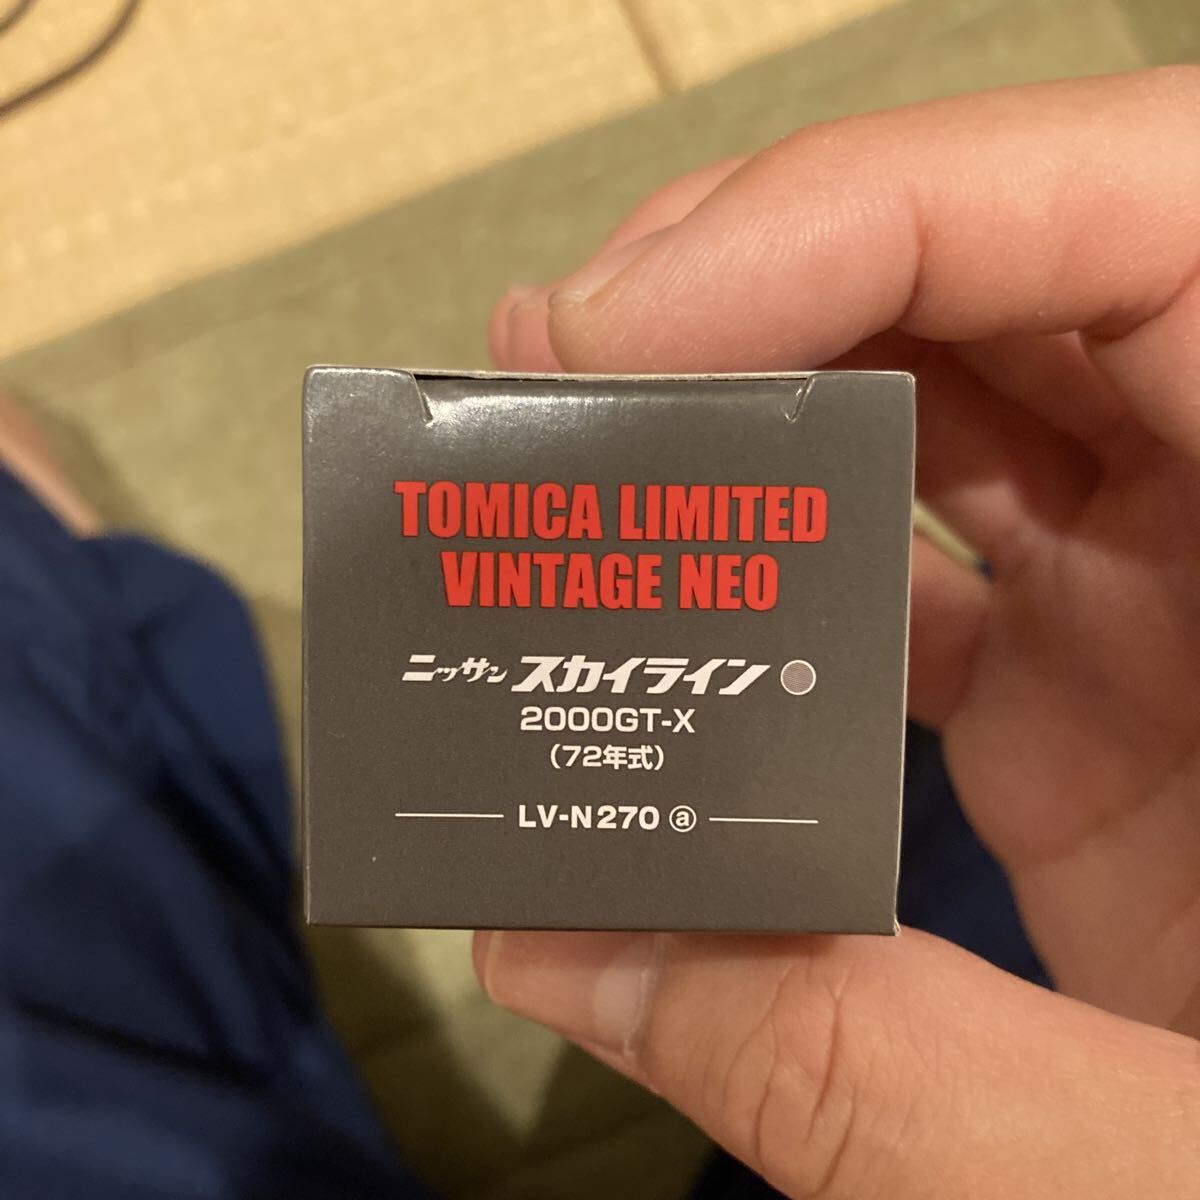 TOMICA LIMITED
VINTAGE NEO
ニッサン スカイライン
2000GT-X
(72年式)
LV-N270 ⓐ